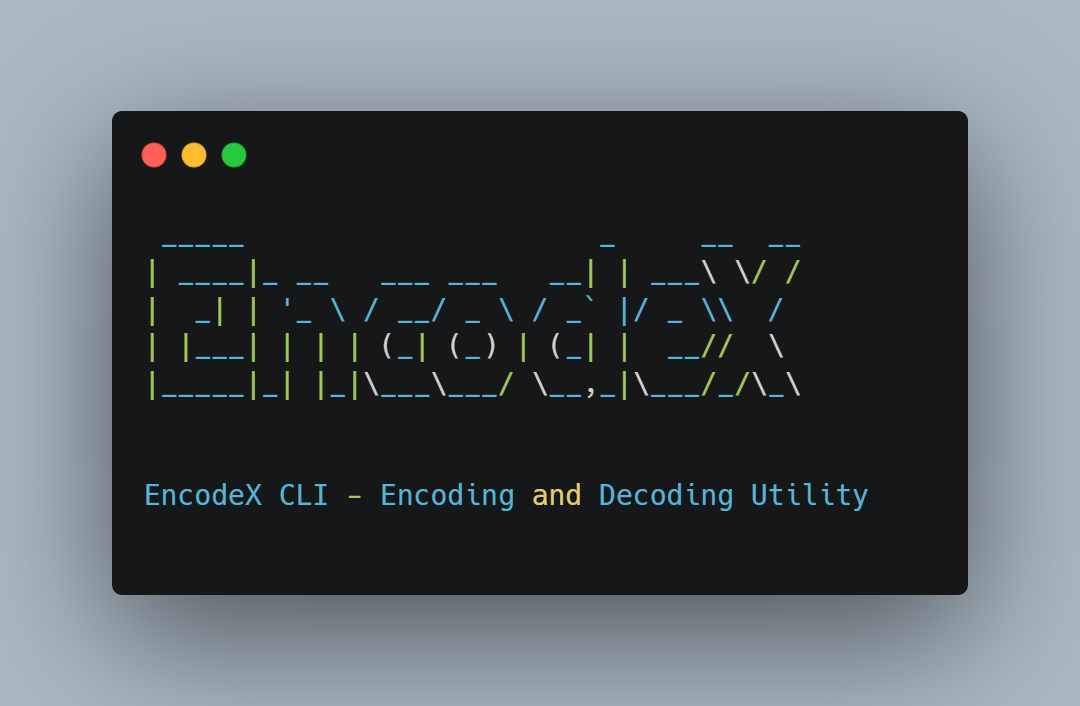 _____                     _     __  __
| ____|_ __   ___ ___   __| | ___\ \/ /
|  _| | '_ \ / __/ _ \ / _` |/ _ \\  /
| |___| | | | (_| (_) | (_| |  __//  \
|_____|_| |_|\___\___/ \__,_|\___/_/\_\
EncodeX CLI – Encoding and Decoding Utility